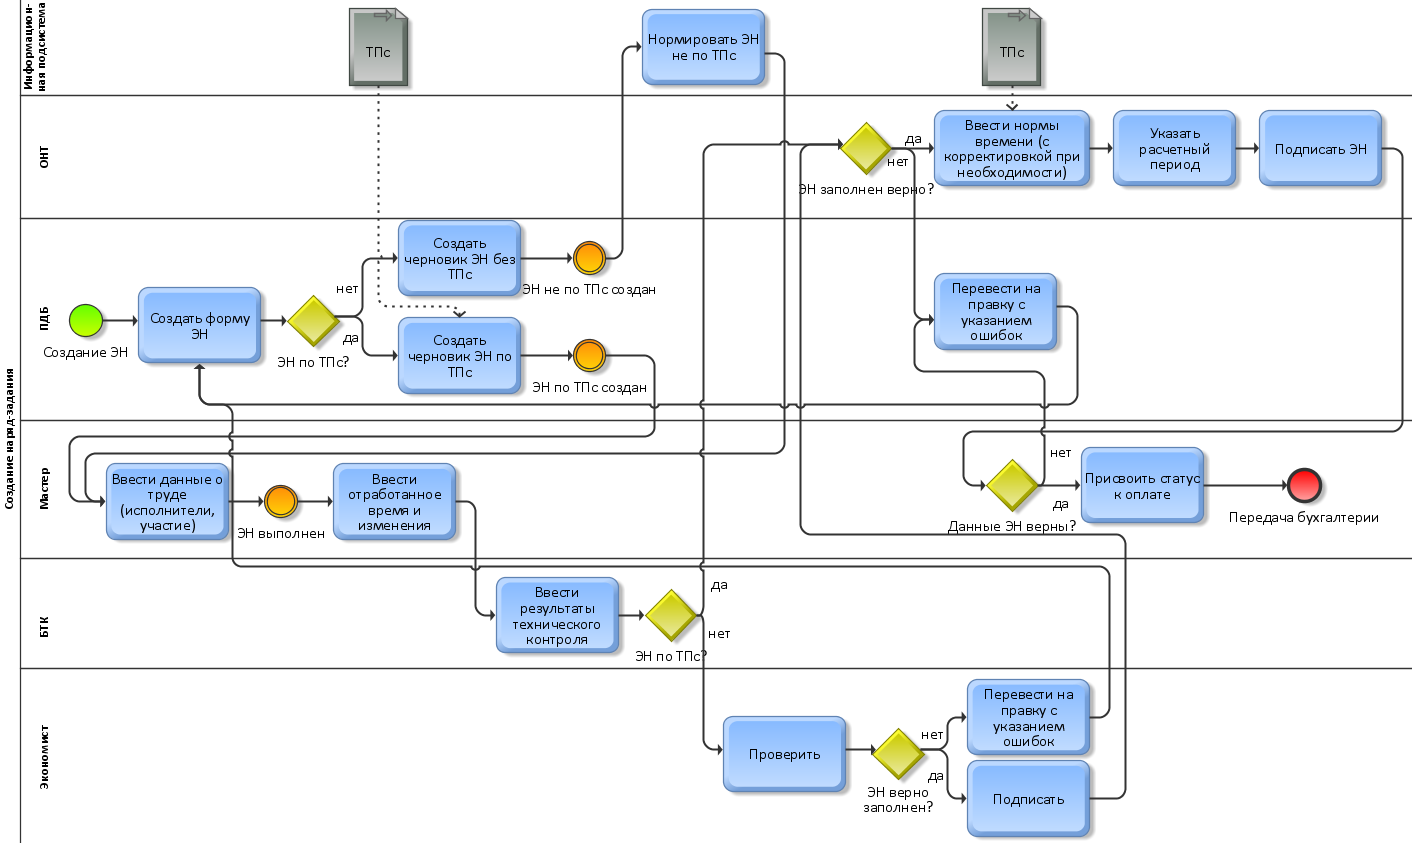 Создание наряд-задания
Информацион-
ная подсистема
ТПс
Нормировать ЭН
не по ТПс
ТПс
ОНТ
ЭН заполнен верно?
да
нет
Ввести нормы
времени (с
корректировкой при
необходимости)
Указать
расчетный
период
Подписать ЭН
ПДБ
Создание ЭН
Создать форму
ЭН
ЭН по ТПс?
нет
да
Создать
черновик ЭН без
ТПс
ЭН не по ТПс создан
Создать
черновик ЭН по
ТПс
ЭН по ТПс создан
Перевести на
правку с
указанием
ошибок
Мастер
Ввести данные о
труде
(исполнители,
участие)
ЭН выполнен
Ввести
отработанное
время и
изменения
Данные ЭН верны?
нет
да
Присвоить статус
к оплате
Передача бухгалтерии
БТК
Ввести
результаты
технического
контроля
ЭН по ТПс?
да
нет
Экономист
Проверить
ЭН верно
заполнен?
нет
да
Перевести на
правку с
указанием
ошибок
Подписать